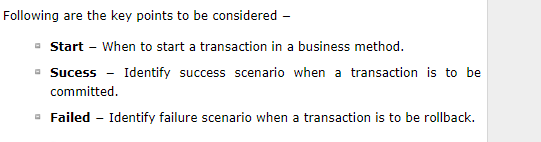 Following are the key points to be considered –
Start – When to start a transaction in a business method.
Sucess – Identify success scenario when a transaction is to be
committed.
Failed – Identify failure scenario when a transaction is to be rollback.